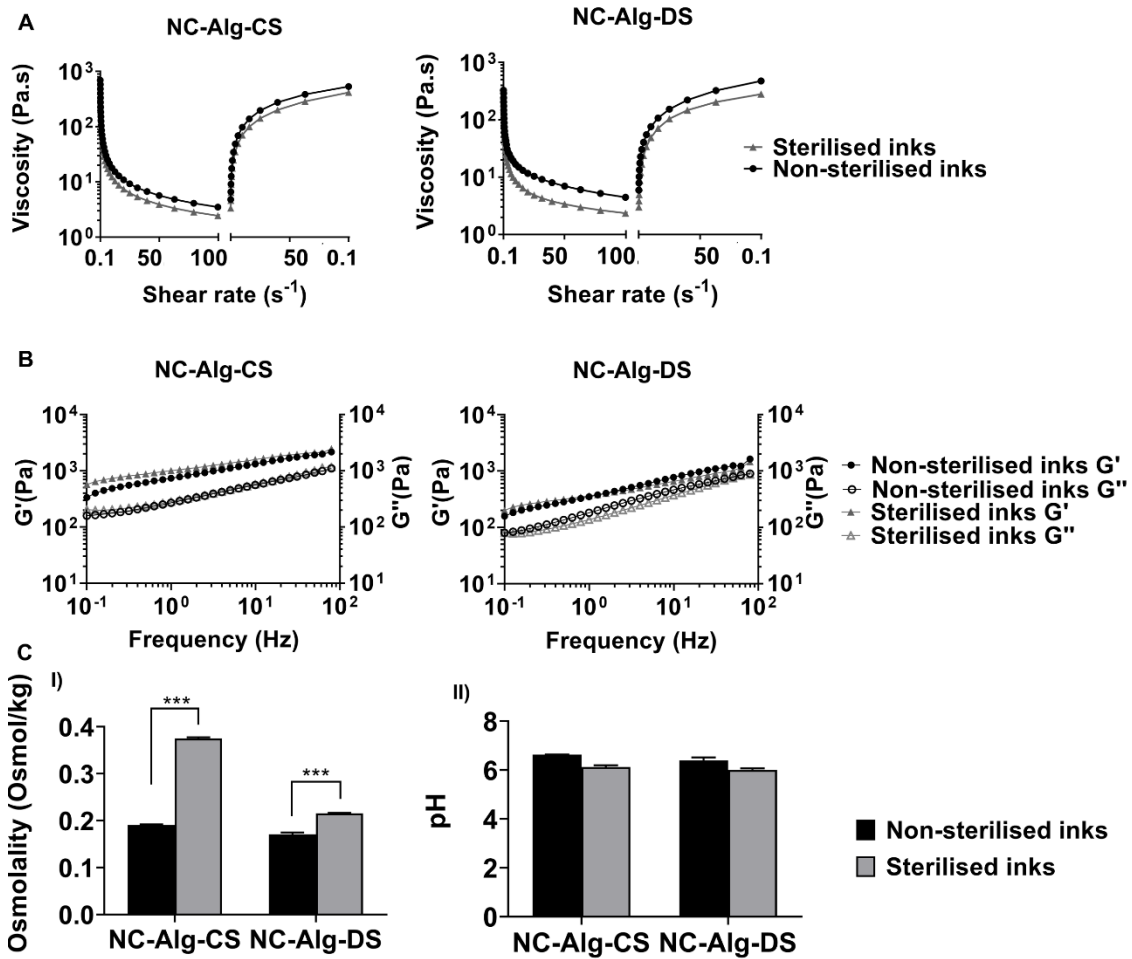 A
NC-Alg-CS
NC-Alg-DS
Viscosity (Pa.s)
10³
10²
10¹
10⁰
0.1 50 100 50 0.1
Shear rate (s⁻¹)
Viscosity (Pa.s)
10³
10²
10¹
10⁰
0.1 50 100 50 0.1
Shear rate (s⁻¹)
Sterilised inks
Non-sterilised inks
B
NC-Alg-CS
NC-Alg-DS
G'(Pa)
10⁴
10³
10²
10¹
10⁴
10³
10²
10¹
G''(Pa)
10⁻¹ 10⁰ 10¹ 10²
Frequency (Hz)
G'(Pa)
10⁴
10³
10²
10¹
10⁴
10³
10²
10¹
G''(Pa)
10⁻¹ 10⁰ 10¹ 10²
Frequency (Hz)
Non-sterilised inks G'
Non-sterilised inks G''
Sterilised inks G'
Sterilised inks G''
C
I)
Osmolality (Osmol/kg)
0.4
0.3
0.2
0.1
0.0
***
***
NC-Alg-CS NC-Alg-DS
II)
pH
8
6
4
2
0
NC-Alg-CS NC-Alg-DS
Non-sterilised inks
Sterilised inks